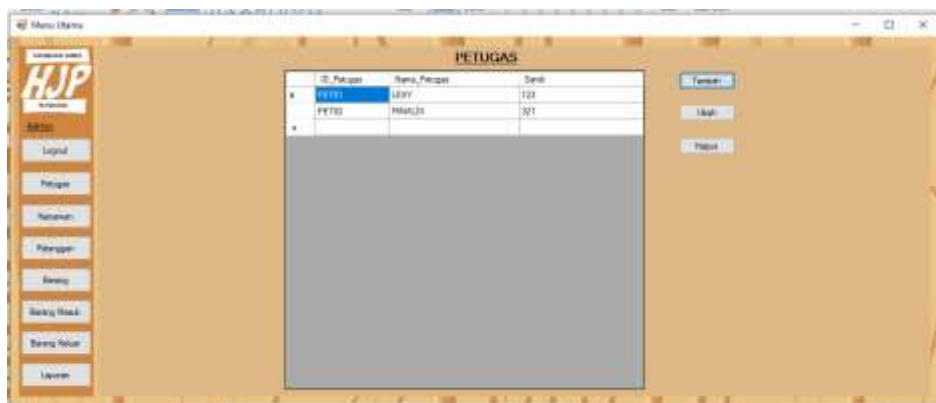 Menu Utama
HJP
PETUGAS
ID_Petugas Nama_Petugas Sandi
PET01 LEXY 123
PET02 321
Tambah
Ubah
Hapus
Admin
Logout
Petugas
Karyawan
Pelanggan
Barang
Barang Masuk
Barang Keluar
Laporan